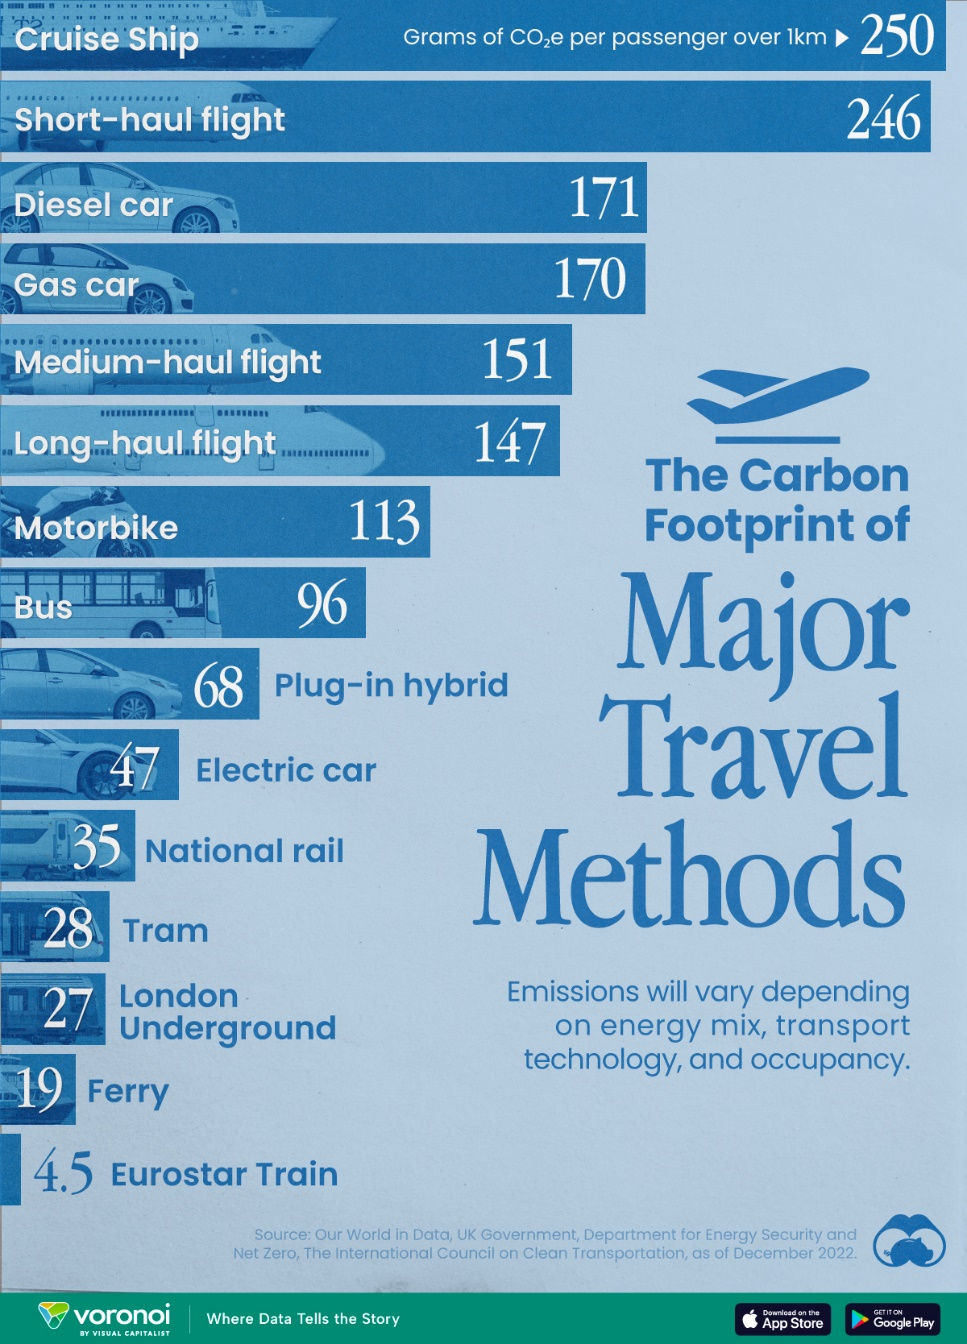 Cruise Ship
Grams of CO₂e per passenger over 1km ▶ 250
Short-haul flight 246
Diesel car 171
Gas car 170
Medium-haul flight 151
Long-haul flight 147
Motorbike 113
Bus 96
68 Plug-in hybrid
47 Electric car
35 National rail
28 Tram
27 London
Underground
19 Ferry
4.5 Eurostar Train
The Carbon
Footprint of
Major
Travel
Methods
Emissions will vary depending
on energy mix, transport
technology, and occupancy.
Source: Our World in Data, UK Government, Department for Energy Security and
Net Zero, The International Council on Clean Transportation, as of December 2022.
voronoi
BY VISUAL CAPITALIST
Where Data Tells the Story
Download on the
App Store
GET IT ON
Google Play